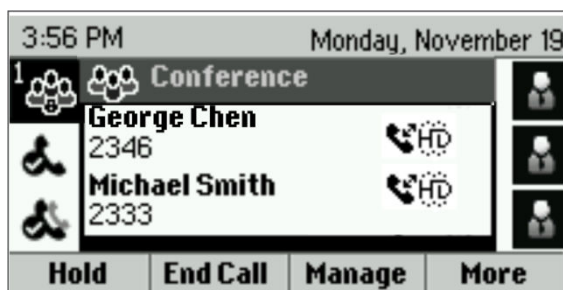 3:56 PM Monday, November 19
1 Conference
George Chen
2346 HD
Michael Smith
2333 HD
Hold End Call Manage More